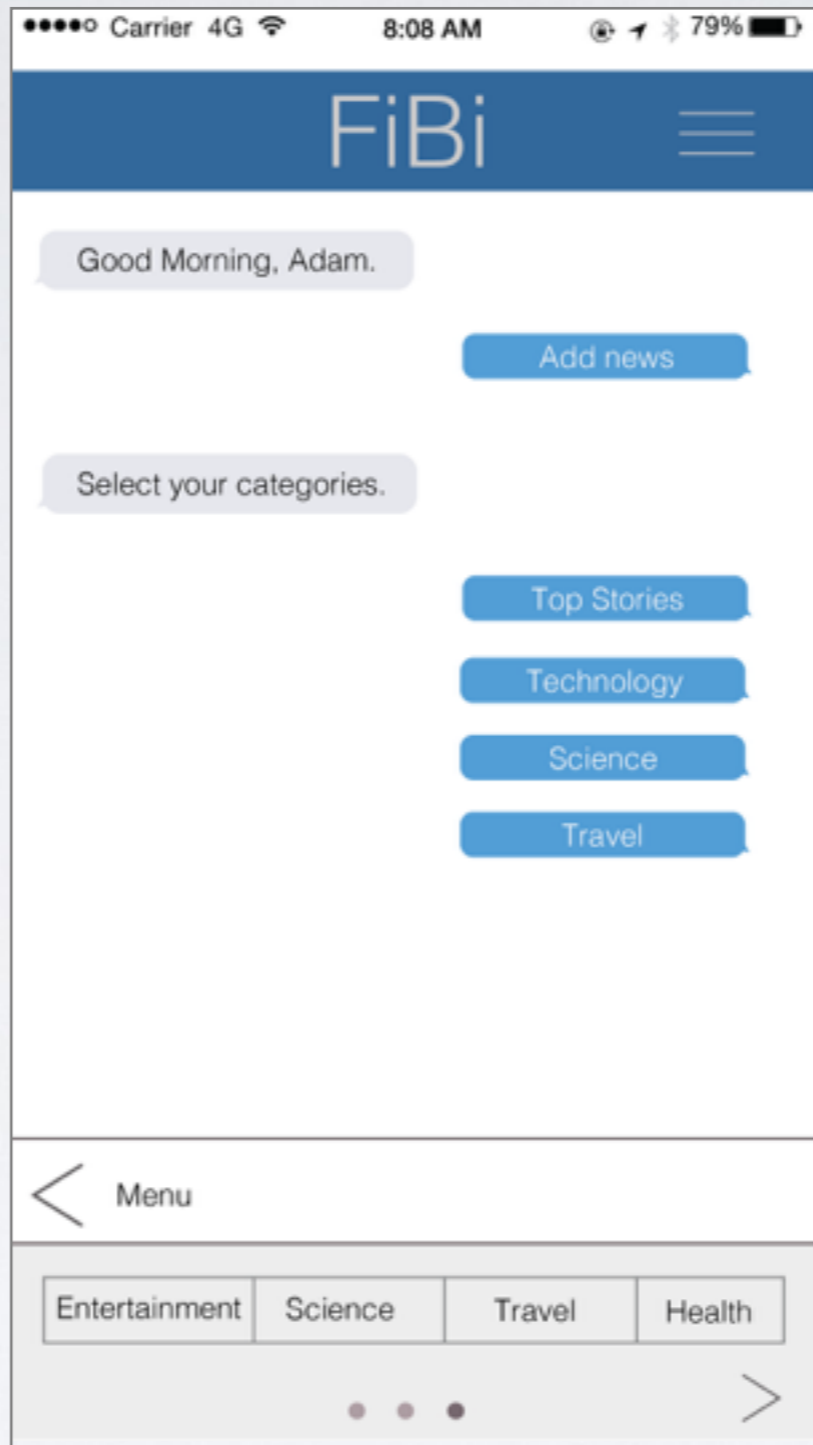 Carrier 4G 8:08 AM 79%
FiBi
Good Morning, Adam.
Add news
Select your categories.
Top Stories
Technology
Science
Travel
Menu
Entertainment Science Travel Health